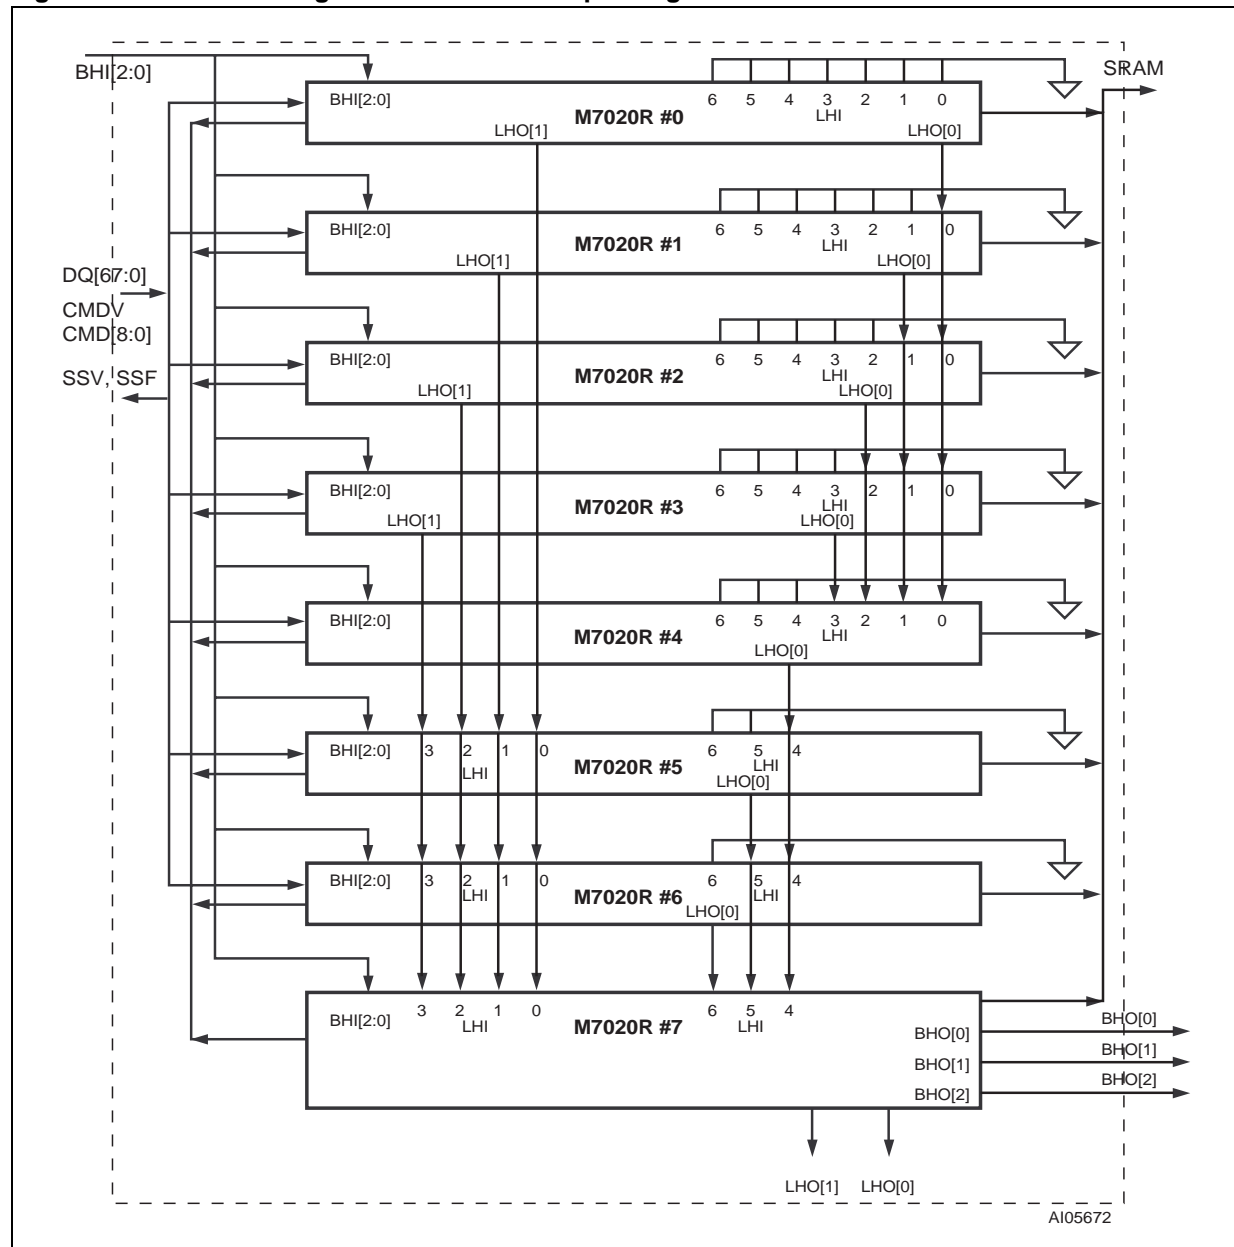 BHI[2:0]
SRAM
BHI[2:0]
6 5 4 3 2 1 0
LHI
M7020R #0
LHO[1]
LHO[0]
BHI[2:0]
6 5 4 3 2 1 0
LHI
M7020R #1
LHO[1]
LHO[0]
DQ[67:0]
CMDV
CMD[8:0]
SSV, SSF
BHI[2:0]
6 5 4 3 2 1 0
LHI
M7020R #2
LHO[1]
LHO[0]
BHI[2:0]
6 5 4 3 2 1 0
LHI
M7020R #3
LHO[1]
LHO[0]
BHI[2:0]
6 5 4 3 2 1 0
LHI
M7020R #4
LHO[0]
BHI[2:0]
3 2 1 0
LHI
M7020R #5
6 5 4
LHI
LHO[0]
BHI[2:0]
3 2 1 0
LHI
M7020R #6
6 5 4
LHI
LHO[0]
BHI[2:0]
3 2 1 0
LHI
M7020R #7
6 5 4
LHI
BHO[0]
BHO[1]
BHO[2]
BHO[0]
BHO[1]
BHO[2]
LHO[1]
LHO[0]
AI05672